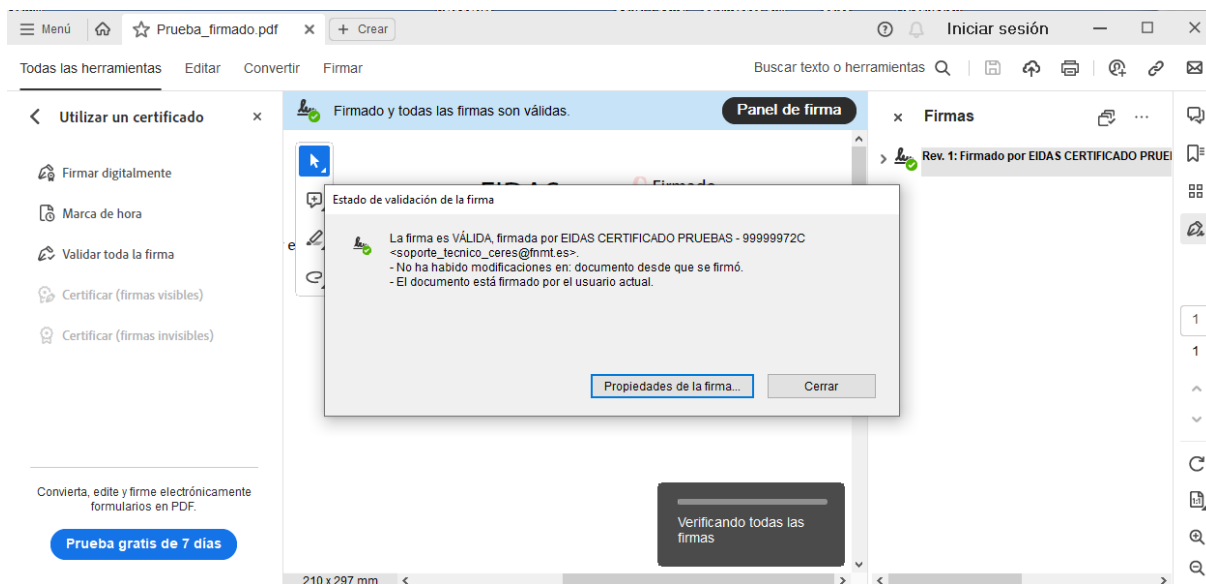 Menú
Prueba_firmado.pdf
+ Crear
Iniciar sesión
Todas las herramientas Editar Convertir Firmar
Buscar texto o herramientas
Utilizar un certificado
Firmar digitalmente
Marca de hora
Validar toda la firma
Certificar (firmas visibles)
Certificar (firmas invisibles)
Convierta, edite y firme electrónicamente
formularios en PDF.
Prueba gratis de 7 días
Firmado y todas las firmas son válidas.
Panel de firma
Estado de validación de la firma
La firma es VÁLIDA, firmada por EIDAS CERTIFICADO PRUEBAS - 99999972C
<soporte_tecnico_ceres@fnmt.es>.
- No ha habido modificaciones en: documento desde que se firmó.
- El documento está firmado por el usuario actual.
Propiedades de la firma...
Cerrar
Verificando todas las
firmas
210 x 297 mm
Firmas
Rev. 1: Firmado por EIDAS CERTIFICADO PRUE
1
1